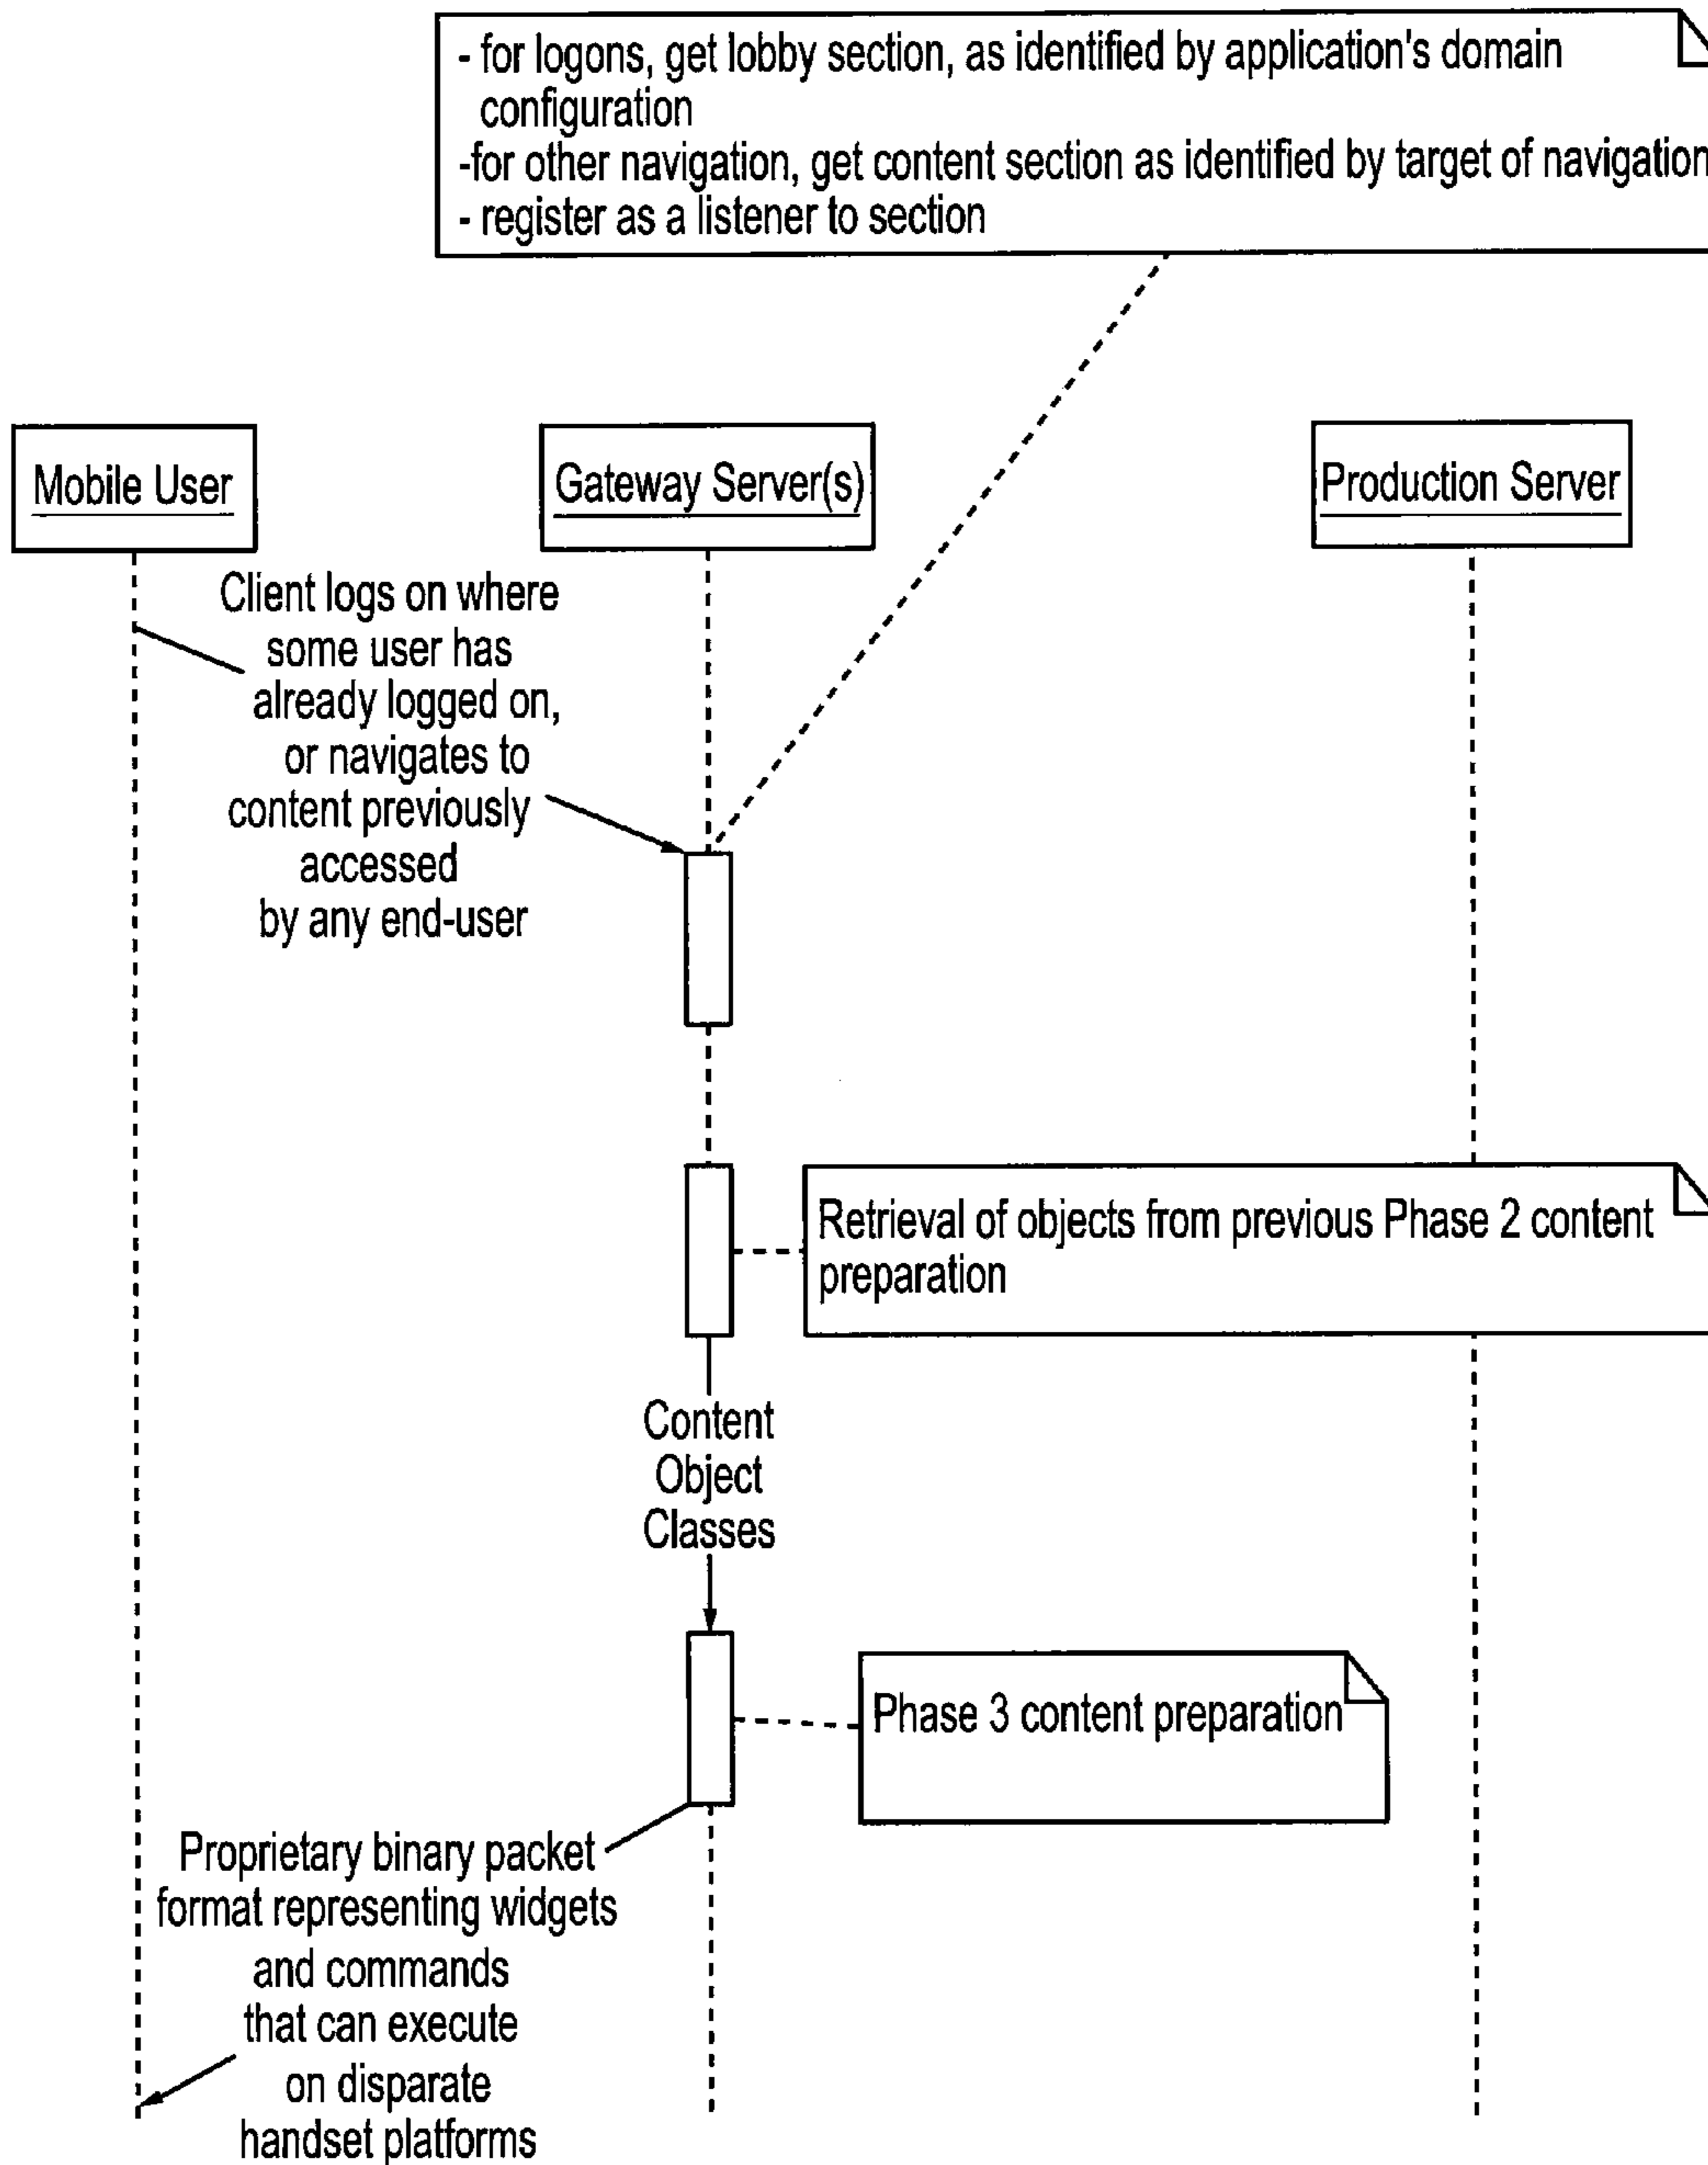 - for logons, get lobby section, as identified by application's domain
configuration
-for other navigation, get content section as identified by target of navigation
- register as a listener to section
Mobile User
Gateway Server(s)
Production Server
Client logs on where
some user has
already logged on,
or navigates to
content previously
accessed
by any end-user
Retrieval of objects from previous Phase 2 content
preparation
Content
Object
Classes
Phase 3 content preparation
Proprietary binary packet
format representing widgets
and commands
that can execute
on disparate
handset platforms